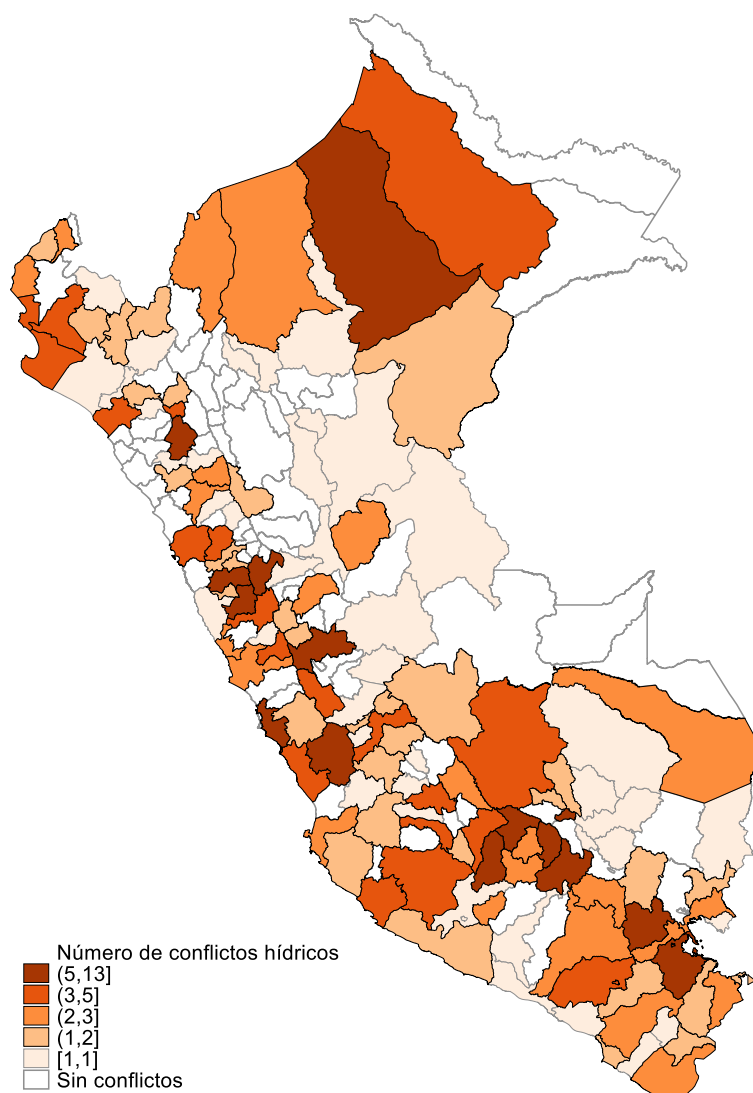 Número de conflictos hídricos
(5,13]
(3,5]
(2,3]
(1,2]
[1,1]
Sin conflictos